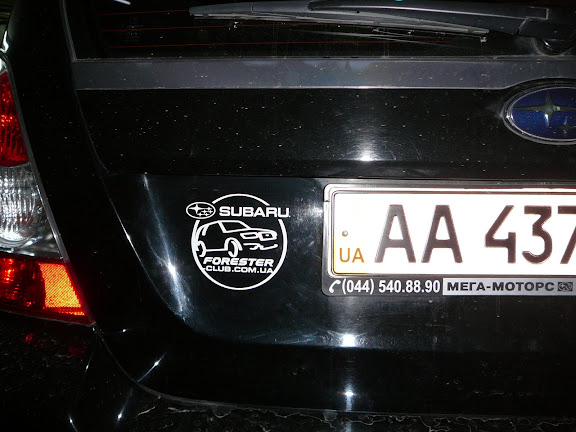 SUBARU
FORESTER
CLUB.COM.UA
UA
AA 437
(044) 540.88.90 МЕГА-МОТОРС